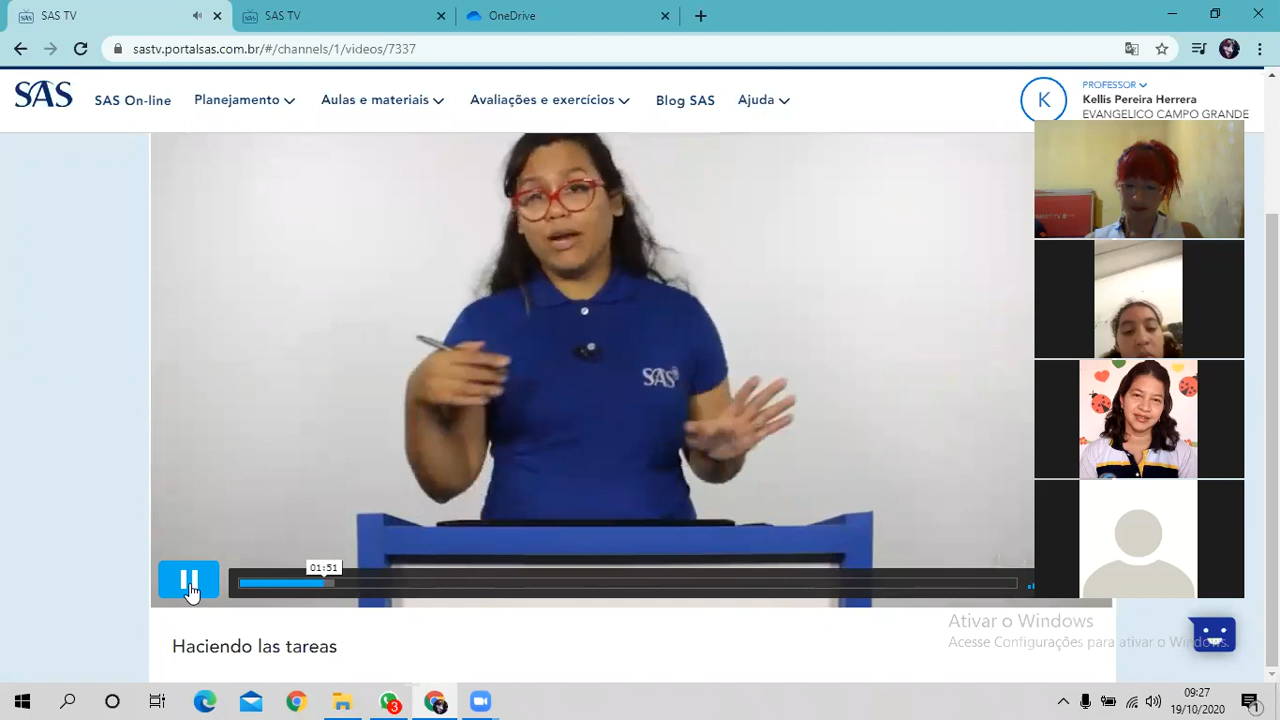 SAS TV
SAS TV
OneDrive
sastv.portalsas.com.br/#/channels/1/videos/7337
SAS
SAS On-line
Planejamento
Aulas e materiais
Avaliações e exercícios
Blog SAS
Ajuda
K
PROFESSOR
Kellis Pereira Herrera
EVANGELICO CAMPO GRANDE
SAS
01:51
Haciendo las tareas
Ativar o Windows
Acesse Configurações para ativar o Windows.
3
09:27
19/10/2020
1